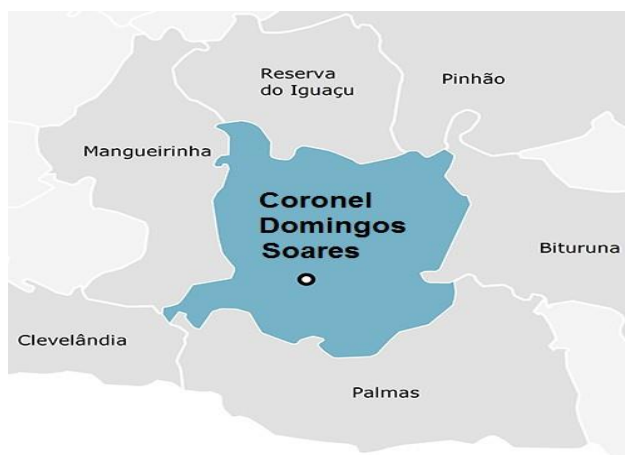 Reserva
do Iguaçu
Pinhão
Mangueirinha
Coronel
Domingos
Soares
Bituruna
Clevelândia
Palmas